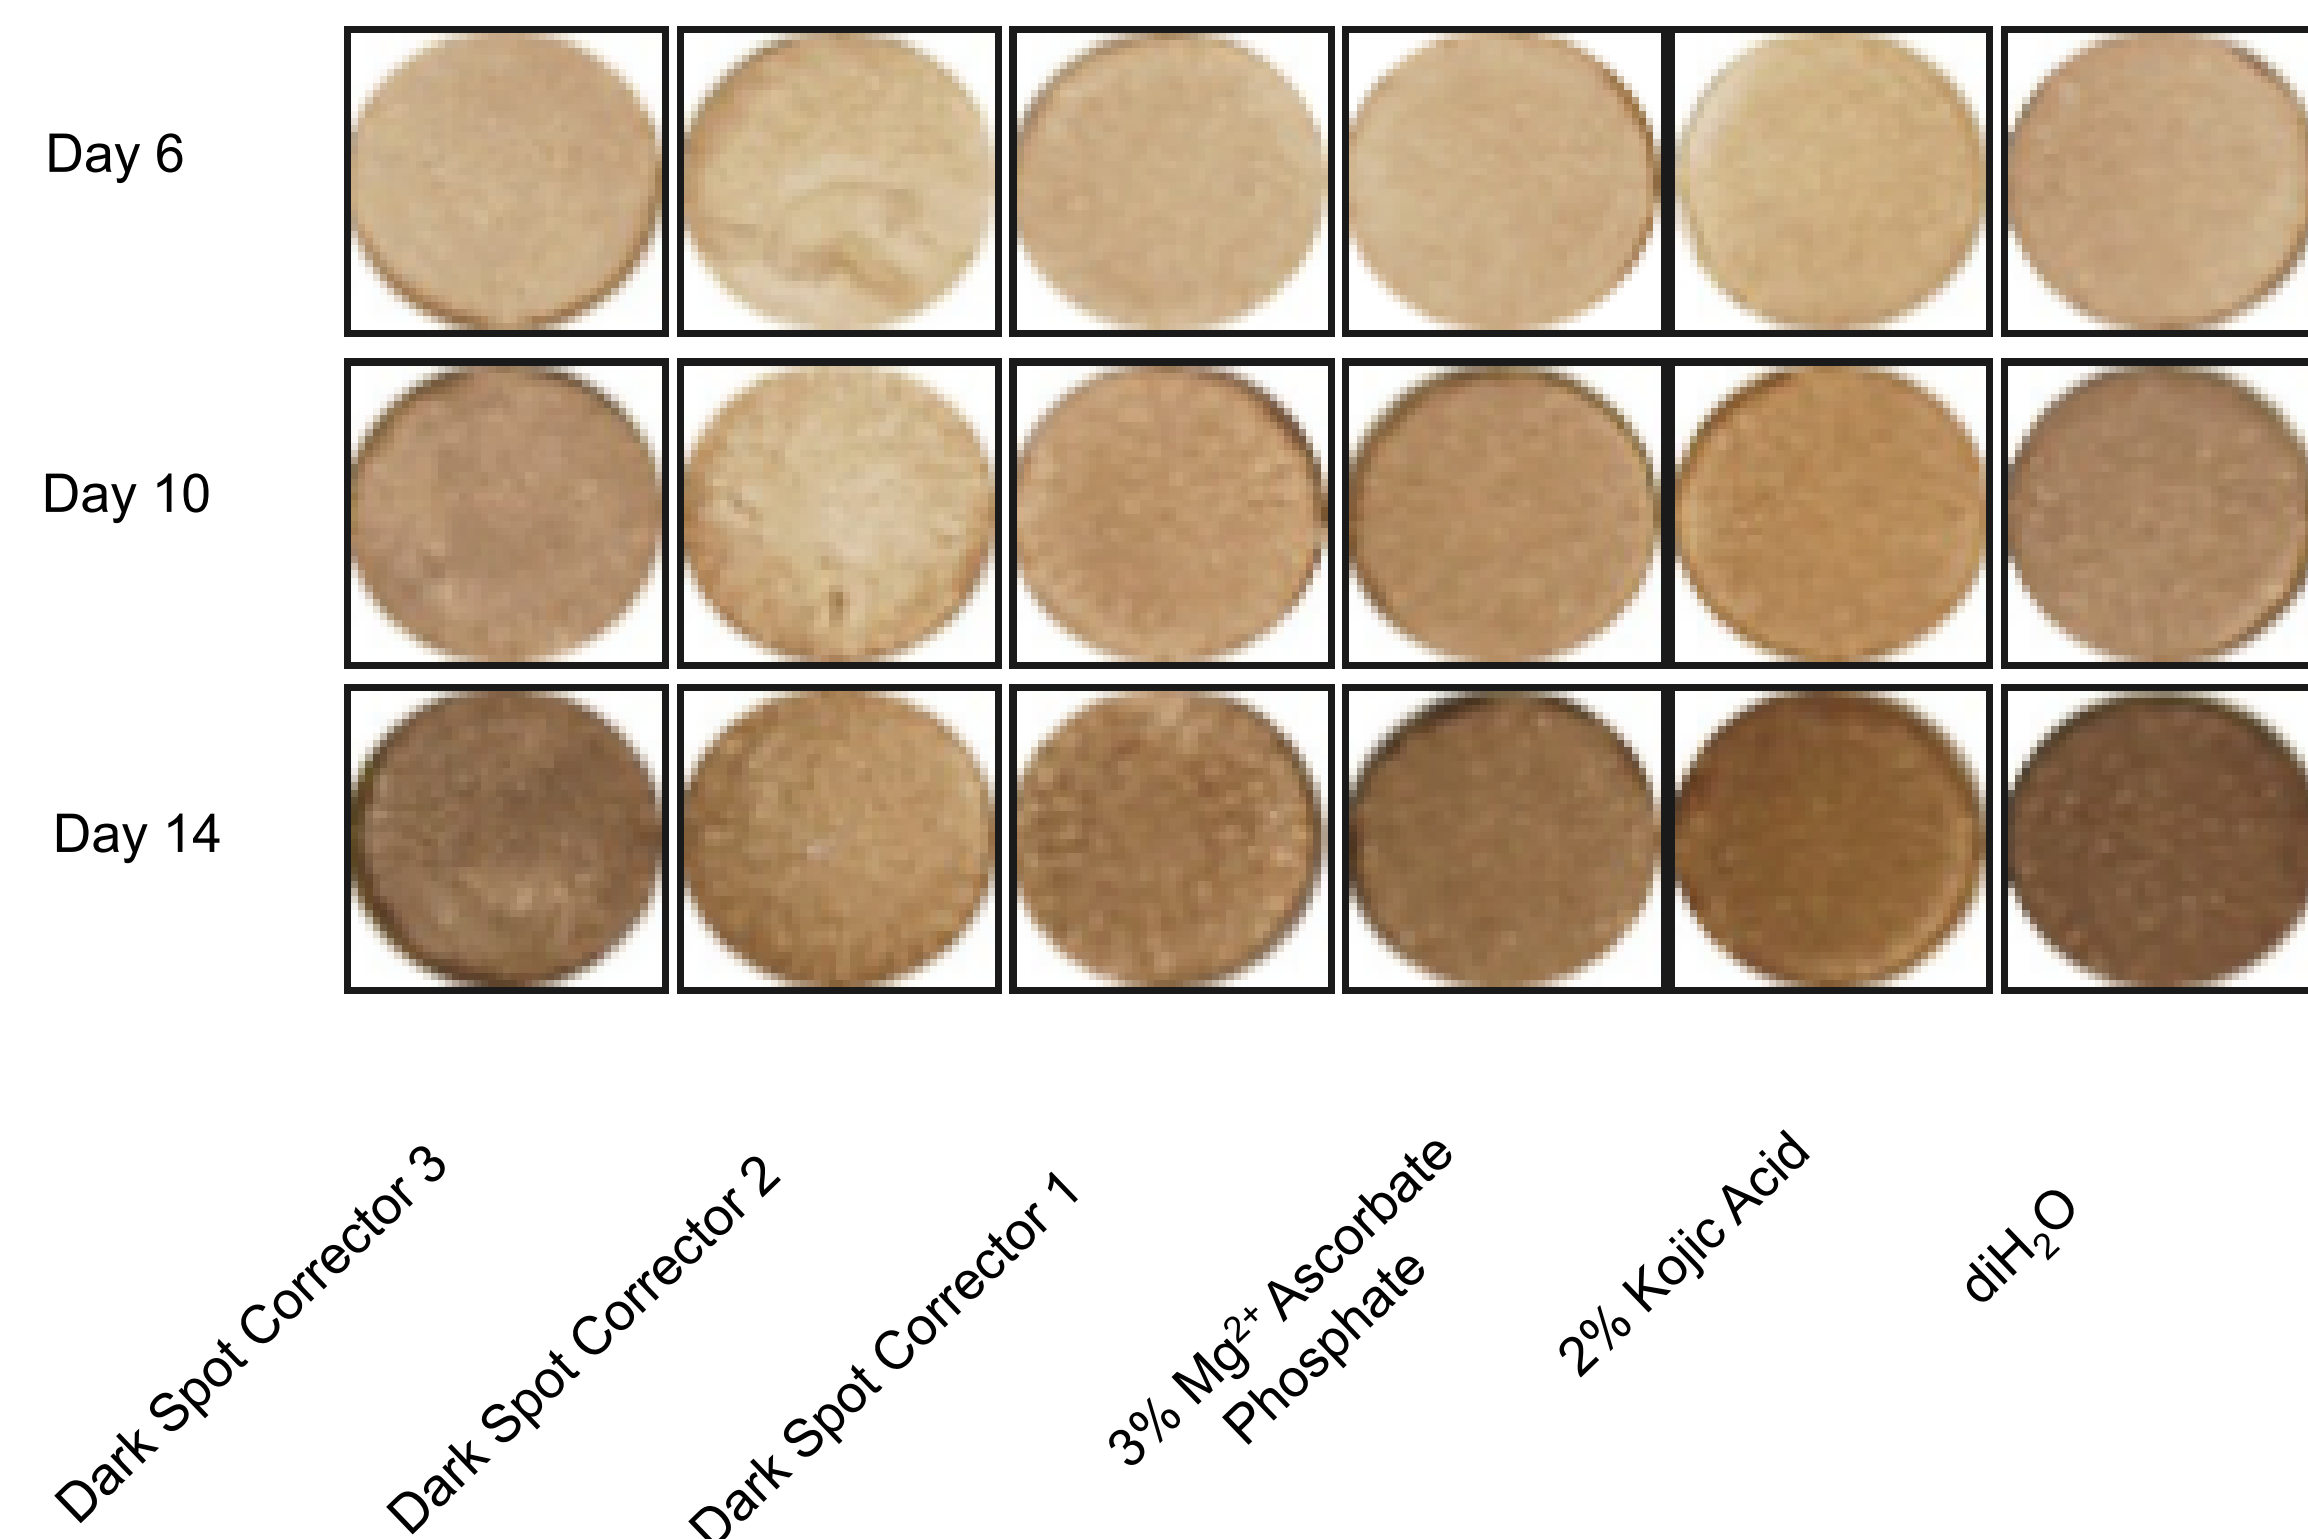 Day 6
Day 10
Day 14
Dark Spot Corrector 3
Dark Spot Corrector 2
Dark Spot Corrector 1
3% Mg²⁺ Ascorbate
Phosphate
2% Kojic Acid
diH₂O